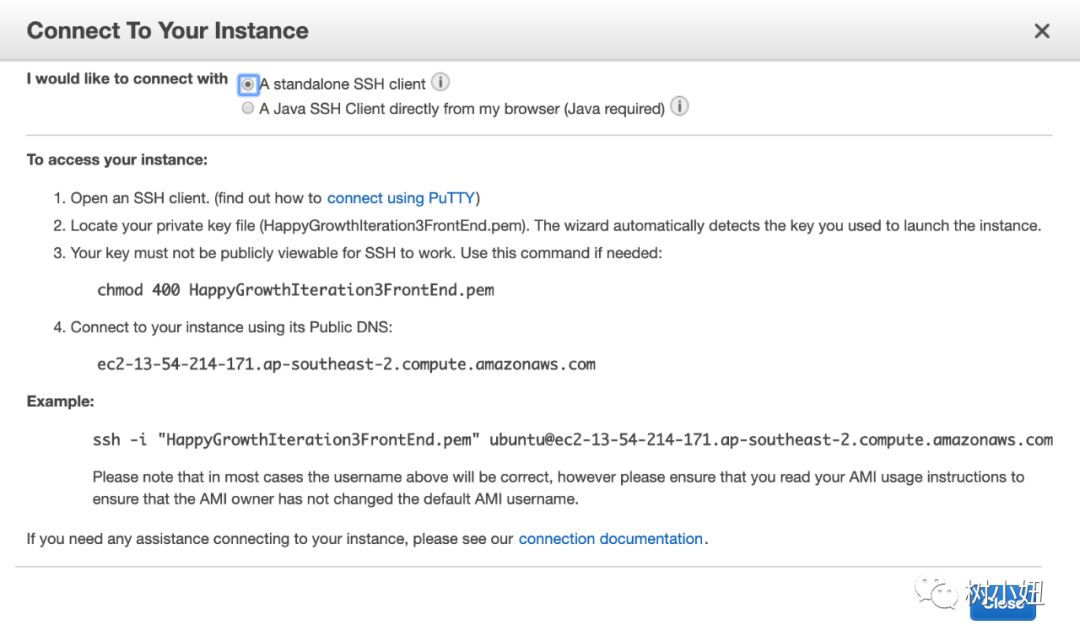 Connect To Your Instance
I would like to connect with
A standalone SSH client
A Java SSH Client directly from my browser (Java required)
To access your instance:
1. Open an SSH client. (find out how to connect using PuTTY)
2. Locate your private key file (HappyGrowthIteration3FrontEnd.pem). The wizard automatically detects the key you used to launch the instance.
3. Your key must not be publicly viewable for SSH to work. Use this command if needed:
chmod 400 HappyGrowthIteration3FrontEnd.pem
4. Connect to your instance using its Public DNS:
ec2-13-54-214-171.ap-southeast-2.compute.amazonaws.com
Example:
ssh -i "HappyGrowthIteration3FrontEnd.pem" ubuntu@ec2-13-54-214-171.ap-southeast-2.compute.amazonaws.com
Please note that in most cases the username above will be correct, however please ensure that you read your AMI usage instructions to
ensure that the AMI owner has not changed the default AMI username.
If you need any assistance connecting to your instance, please see our connection documentation.
树小妞
Close